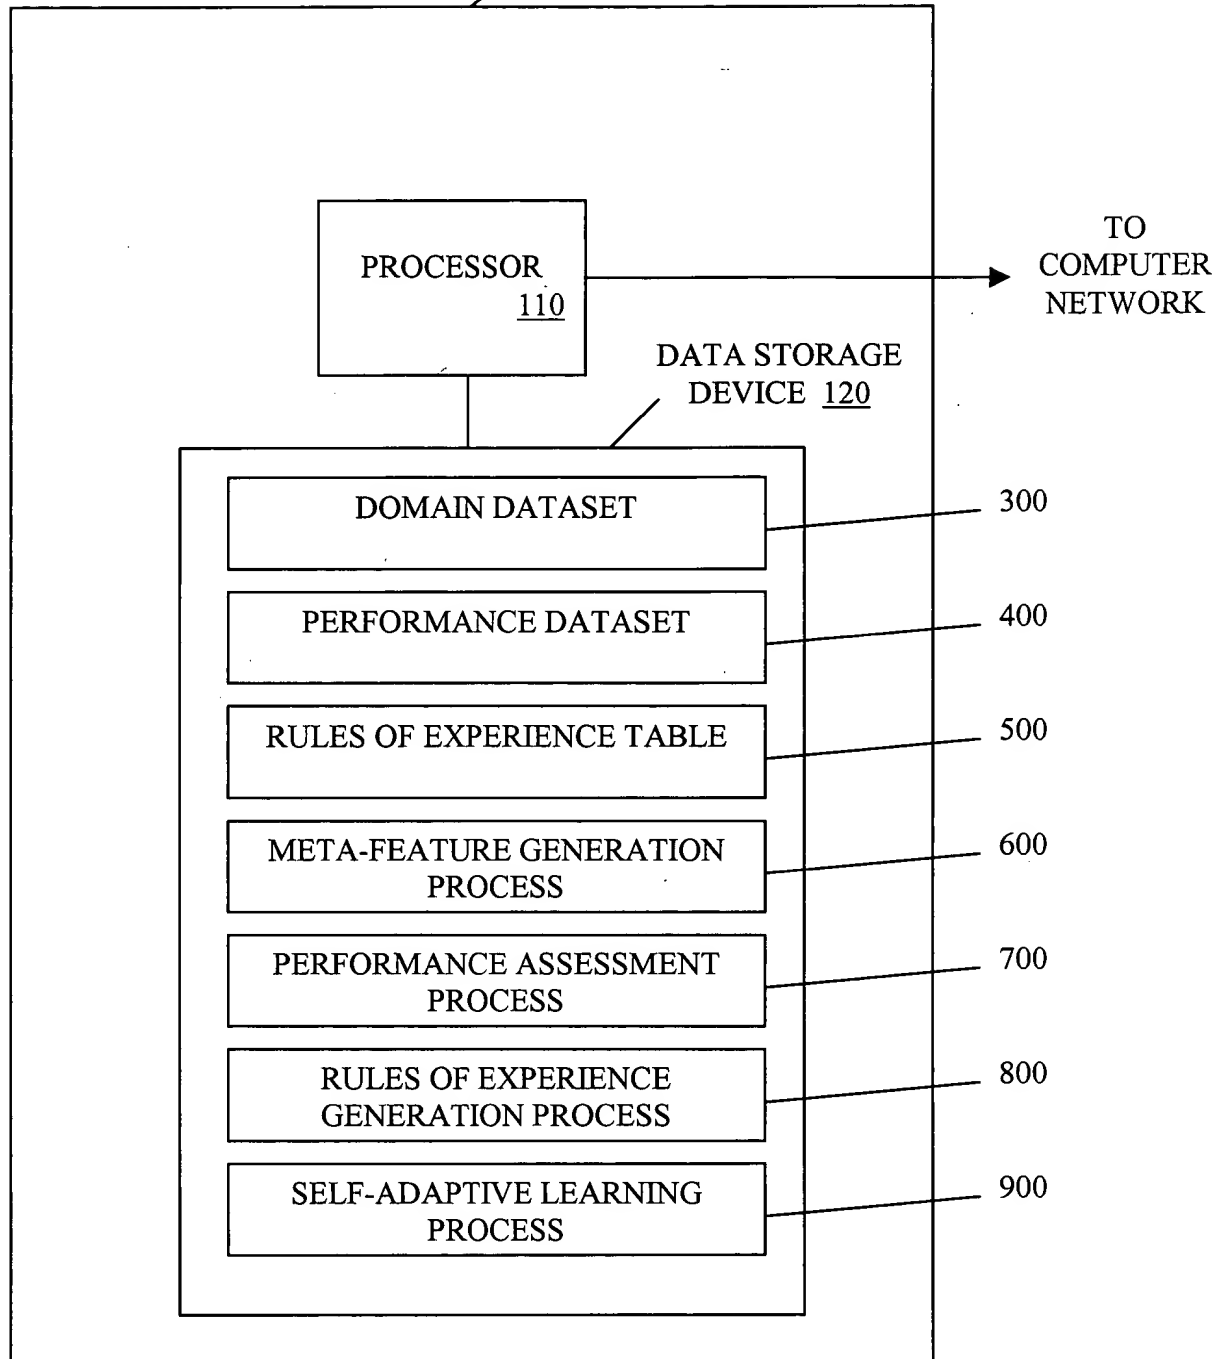 PROCESSOR
110
TO
COMPUTER
NETWORK
DATA STORAGE
DEVICE 120
DOMAIN DATASET
300
PERFORMANCE DATASET
400
RULES OF EXPERIENCE TABLE
500
META-FEATURE GENERATION
PROCESS
600
PERFORMANCE ASSESSMENT
PROCESS
700
RULES OF EXPERIENCE
GENERATION PROCESS
800
SELF-ADAPTIVE LEARNING
PROCESS
900